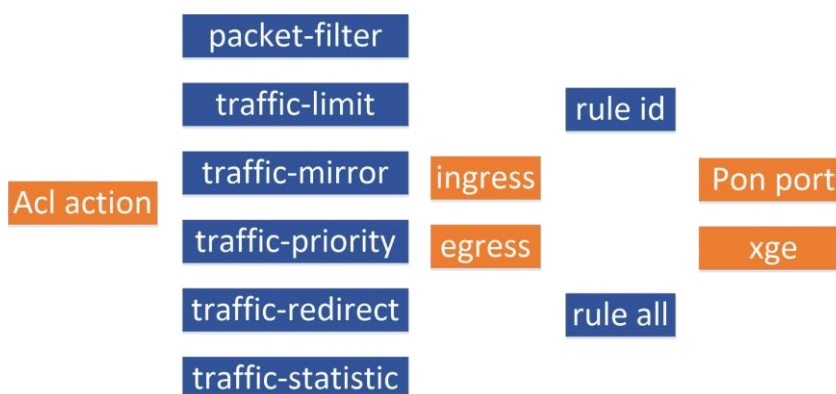 Acl action
packet-filter
traffic-limit
traffic-mirror
traffic-priority
traffic-redirect
traffic-statistic
ingress
egress
rule id
rule all
Pon port
xge